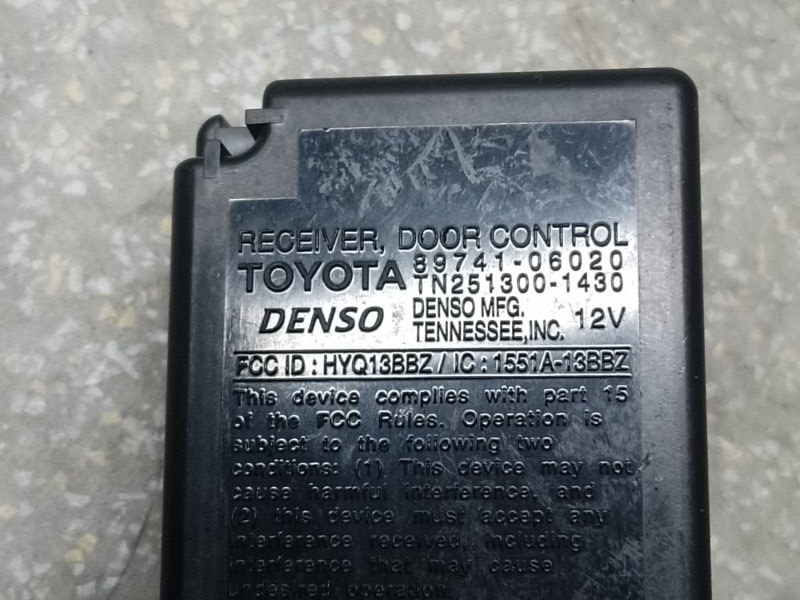 RECEIVER, DOOR CONTROL
TOYOTA 89741-06020
TN251300-1430
DENSO DENSO MFG. TENNESSEE, INC. 12V
FCC ID : HYQ13BBZ / IC : 1551A-13BBZ
This device complies with part 15
of the FCC Rules. Operation is
subject to the following two
conditions: (1) This device may not
cause harmful interference, and
(2) this device must accept any
interference received, including
interference that may cause
undesired operation.